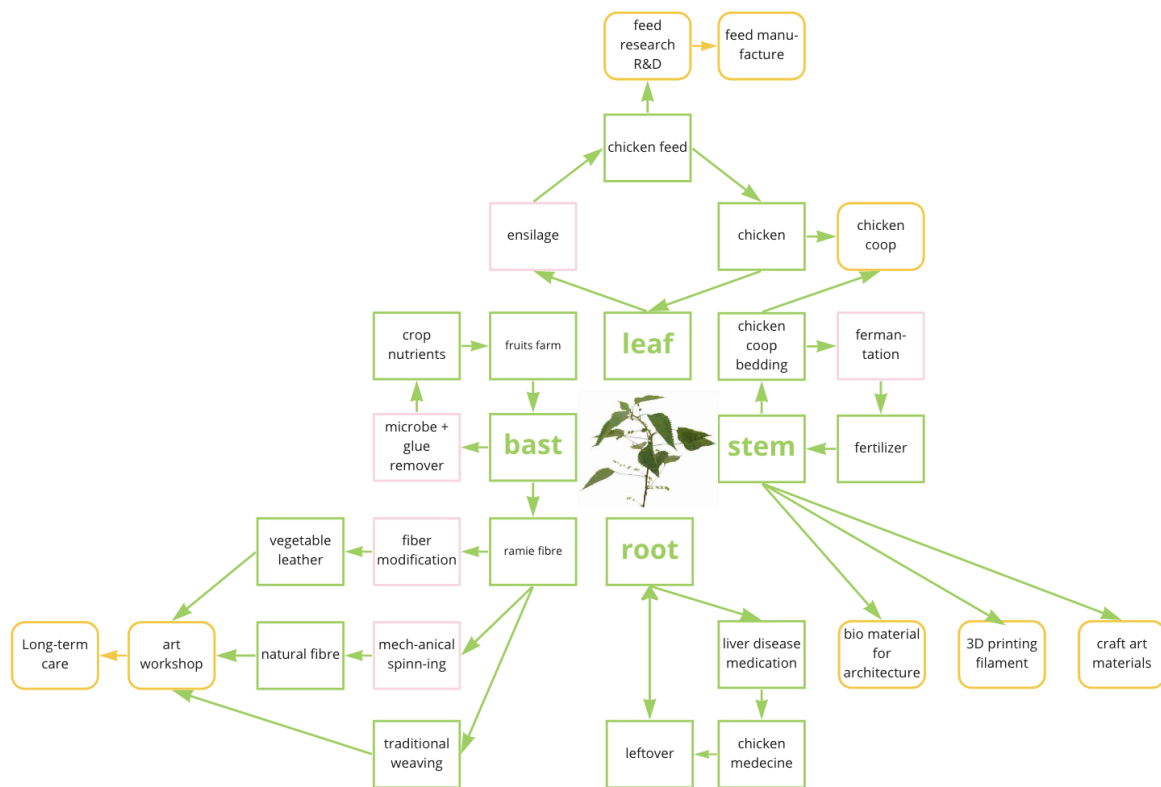 feed
research
R&D
feed manu-
facture
chicken feed
ensilage
chicken
chicken
coop
crop
nutrients
fruits farm
leaf
chicken
coop
bedding
ferman-
tation
microbe +
glue
remover
bast
stem
fertilizer
vegetable
leather
fiber
modification
ramie fibre
root
Long-term
care
art
workshop
natural fibre
mech-anical
spinn-ing
liver disease
medication
bio material
for
architecture
3D printing
filament
craft art
materials
traditional
weaving
leftover
chicken
medecine